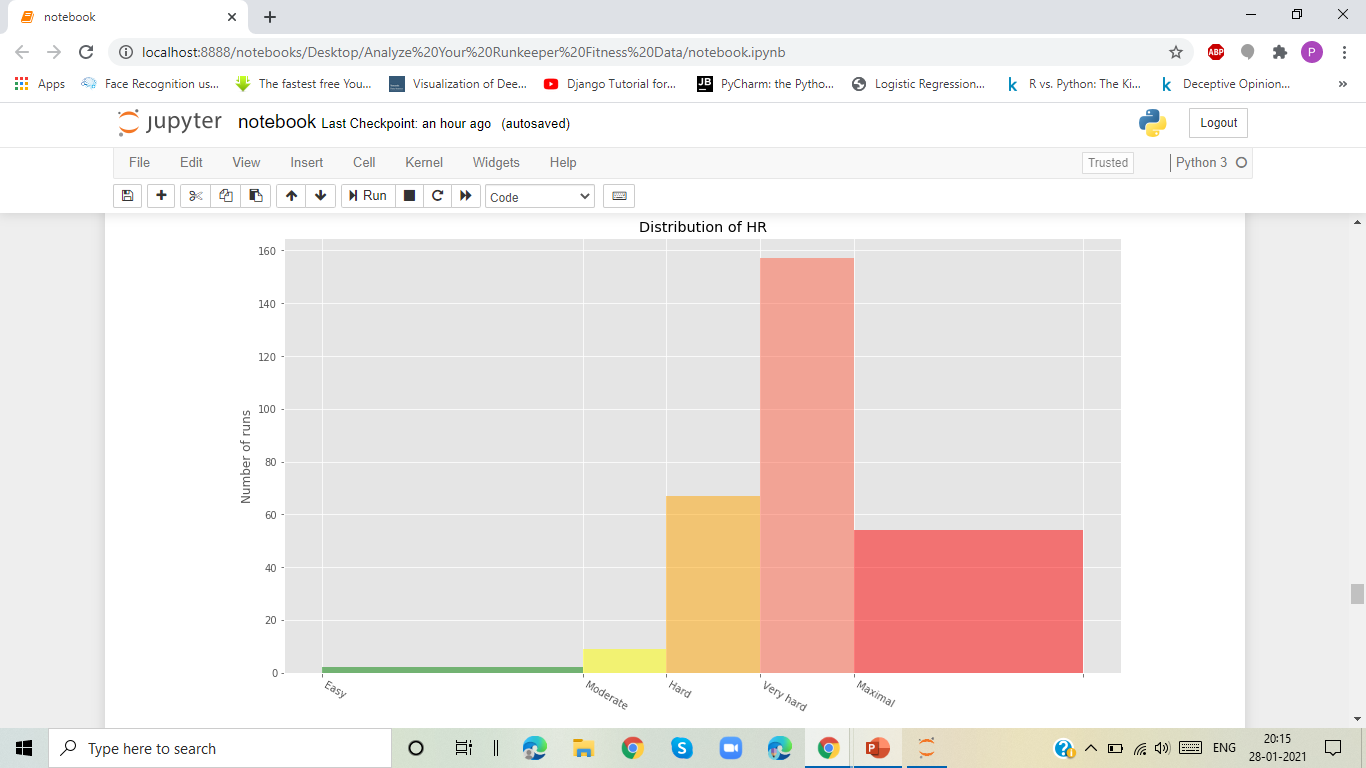 notebook
localhost:8888/notebooks/Desktop/Analyze%20Your%20Runkeeper%20Fitness%20Data/notebook.ipynb
ABP
P
Apps
Face Recognition us...
The fastest free You...
Visualization of Dee...
Django Tutorial for...
JB
PyCharm: the Pytho...
Logistic Regression...
k
R vs. Python: The Ki...
k
Deceptive Opinion...
»
jupyter
notebook Last Checkpoint: an hour ago (autosaved)
Logout
File Edit View Insert Cell Kernel Widgets Help
Trusted
Python 3
Run
Code
Distribution of HR
160
140
120
100
80
60
40
20
0
Number of runs
Easy
Moderate
Hard
Very hard
Maximal
Type here to search
ENG
20:15
28-01-2021